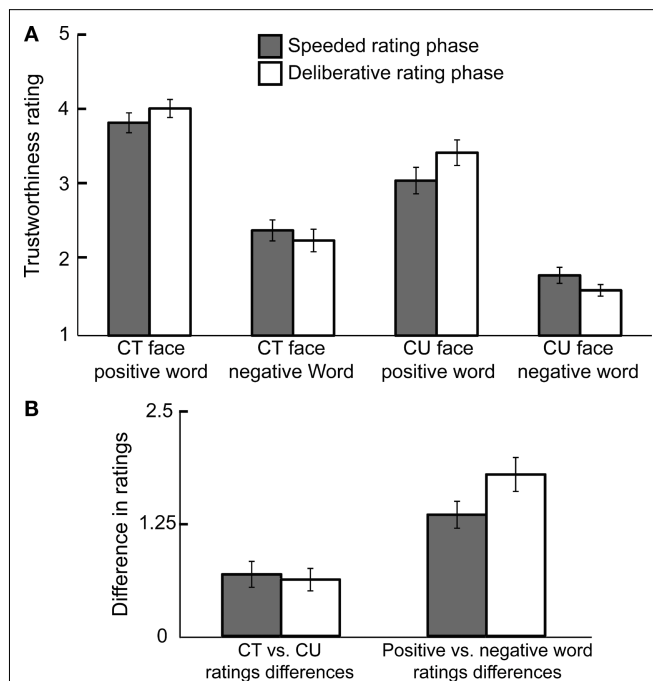 A
5
4
3
2
1
Trustworthiness rating
Speeded rating phase
Deliberative rating phase
CT face
positive word
CT face
negative Word
CU face
positive word
CU face
negative word
B
2.5
1.25
0
Difference in ratings
CT vs. CU
ratings differences
Positive vs. negative word
ratings differences